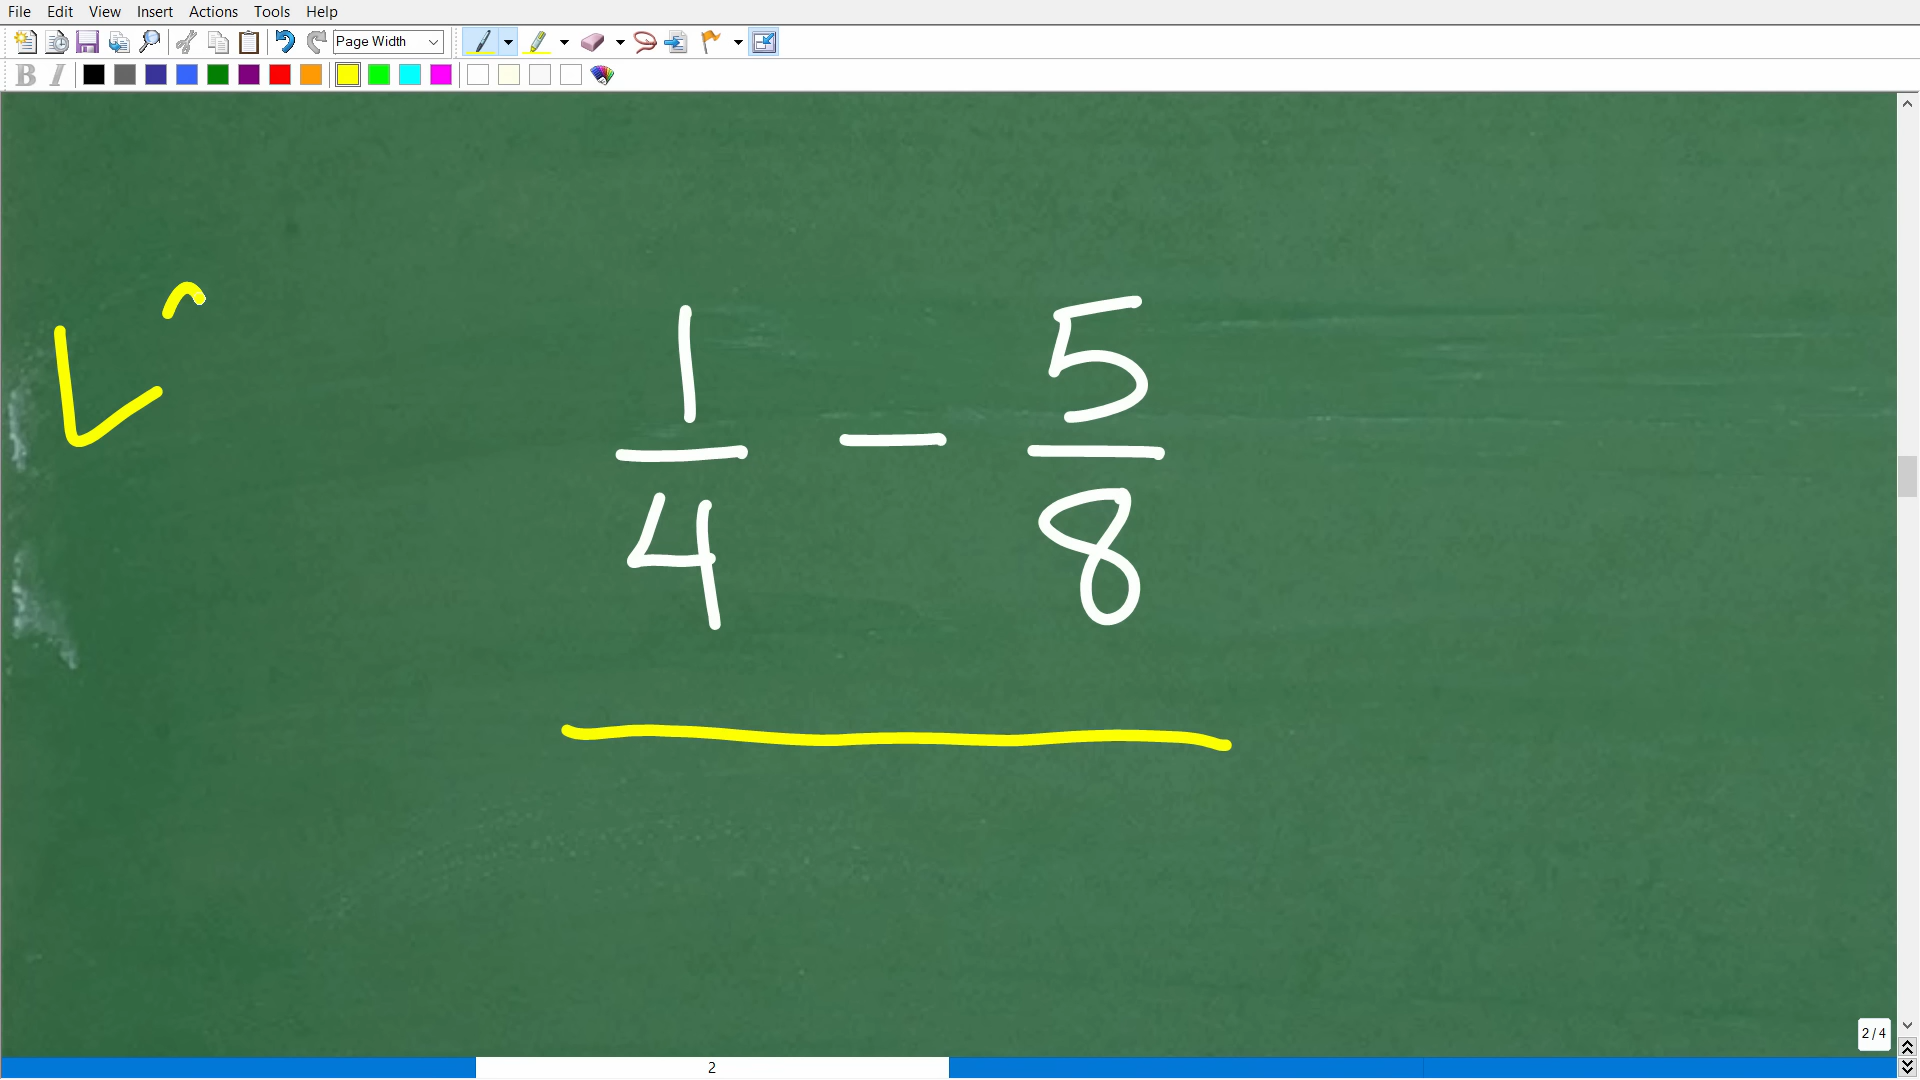 File Edit View Insert Actions Tools Help
Page Width
B I
L
1/4 - 5/8
2 / 4
2